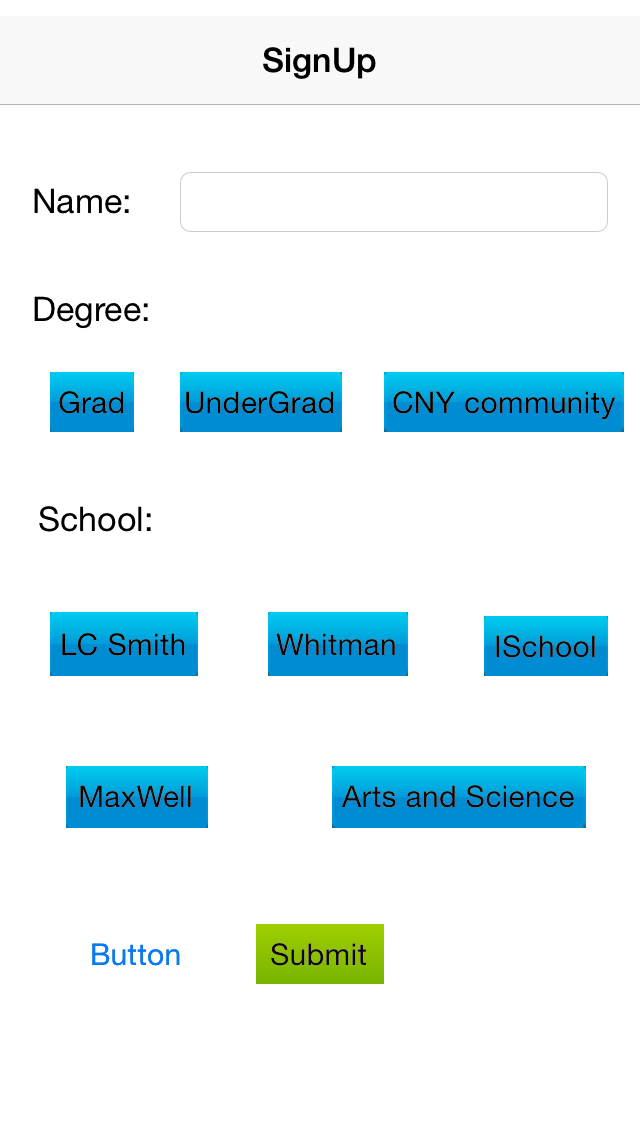 SignUp
Name:
Degree:
Grad UnderGrad CNY community
School:
LC Smith Whitman ISchool
MaxWell Arts and Science
Button Submit